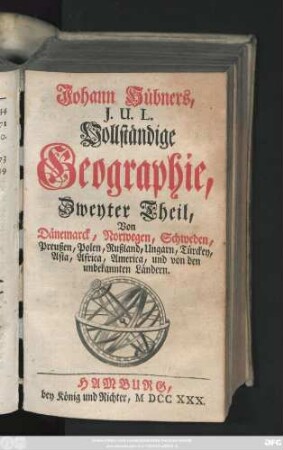 Johann Hübners,
J. U. L.
Vollständige
Geographie,
Zweyter Theil,
Von
Dänemarck, Norwegen, Schweden,
Preußen, Polen, Rußland, Ungarn, Türckey,
Asia, Africa, America, und von den
unbekannten Ländern.
HAMBURG,
bey König und Richter, M DCC XXX.